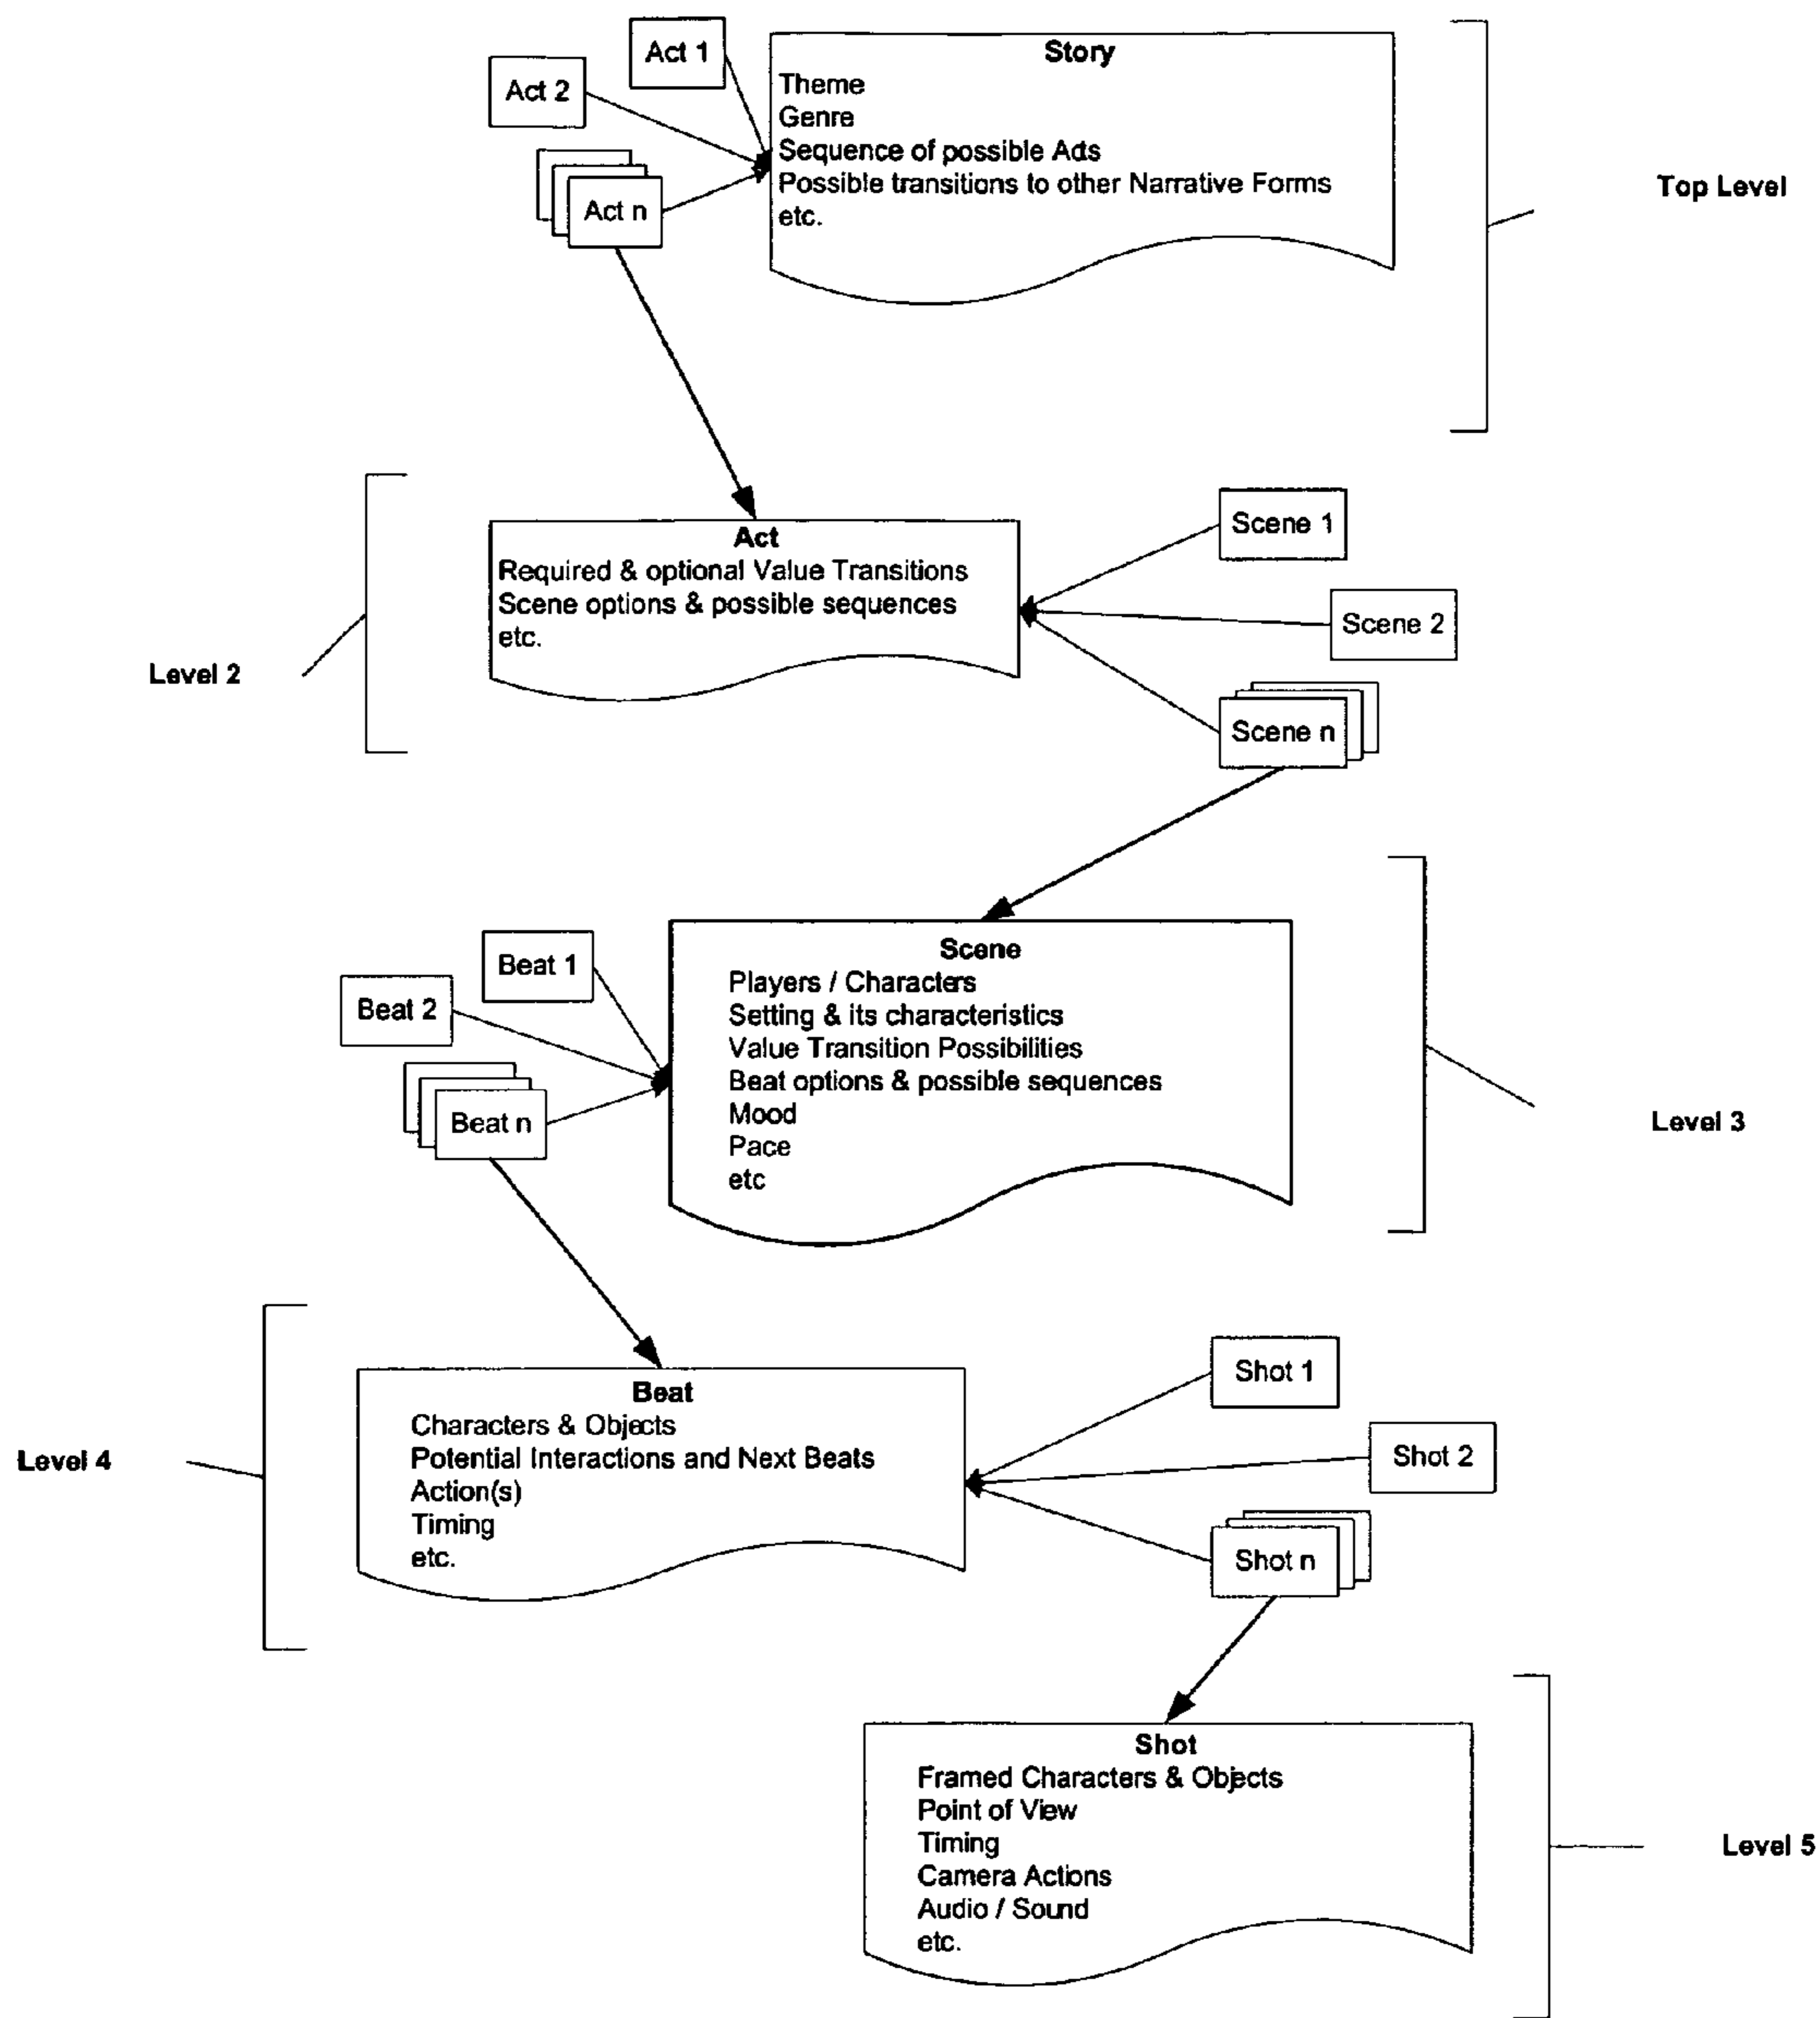 Act 1
Act 2
Act n
Story
Theme
Genre
Sequence of possible Acts
Possible transitions to other Narrative Forms
etc.
Top Level
Level 2
Act
Required & optional Value Transitions
Scene options & possible sequences
etc.
Scene 1
Scene 2
Scene n
Beat 1
Beat 2
Beat n
Scene
Players / Characters
Setting & its characteristics
Value Transition Possibilities
Beat options & possible sequences
Mood
Pace
etc
Level 3
Level 4
Beat
Characters & Objects
Potential Interactions and Next Beats
Action(s)
Timing
etc.
Shot 1
Shot 2
Shot n
Shot
Framed Characters & Objects
Point of View
Timing
Camera Actions
Audio / Sound
etc.
Level 5